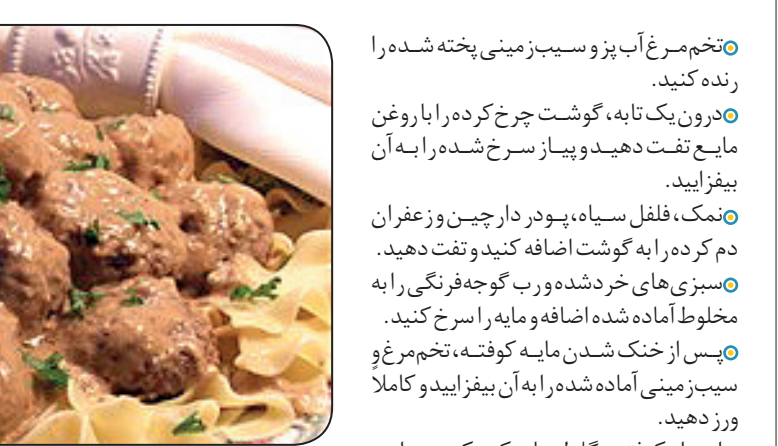 تخم‌مرغ آب پز و سیب‌زمینی پخته شده را
رنده کنید.
درون یک تابه، گوشت چرخ کرده را با روغن
مایع تفت دهید و پیاز سرخ شده را به آن
بیفزایید.
نمک، فلفل سیاه، پودر دارچین و زعفران
دم کرده را به گوشت اضافه کنید و تفت دهید.
سبزی‌های خرد شده و رب گوجه‌فرنگی را به
مخلوط آماده شده اضافه و مایه را سرخ کنید.
پس از خنک شدن مایه کوفته، تخم‌مرغ و
سیب‌زمینی آماده شده را به آن بیفزایید و کاملاً
ورز دهید.